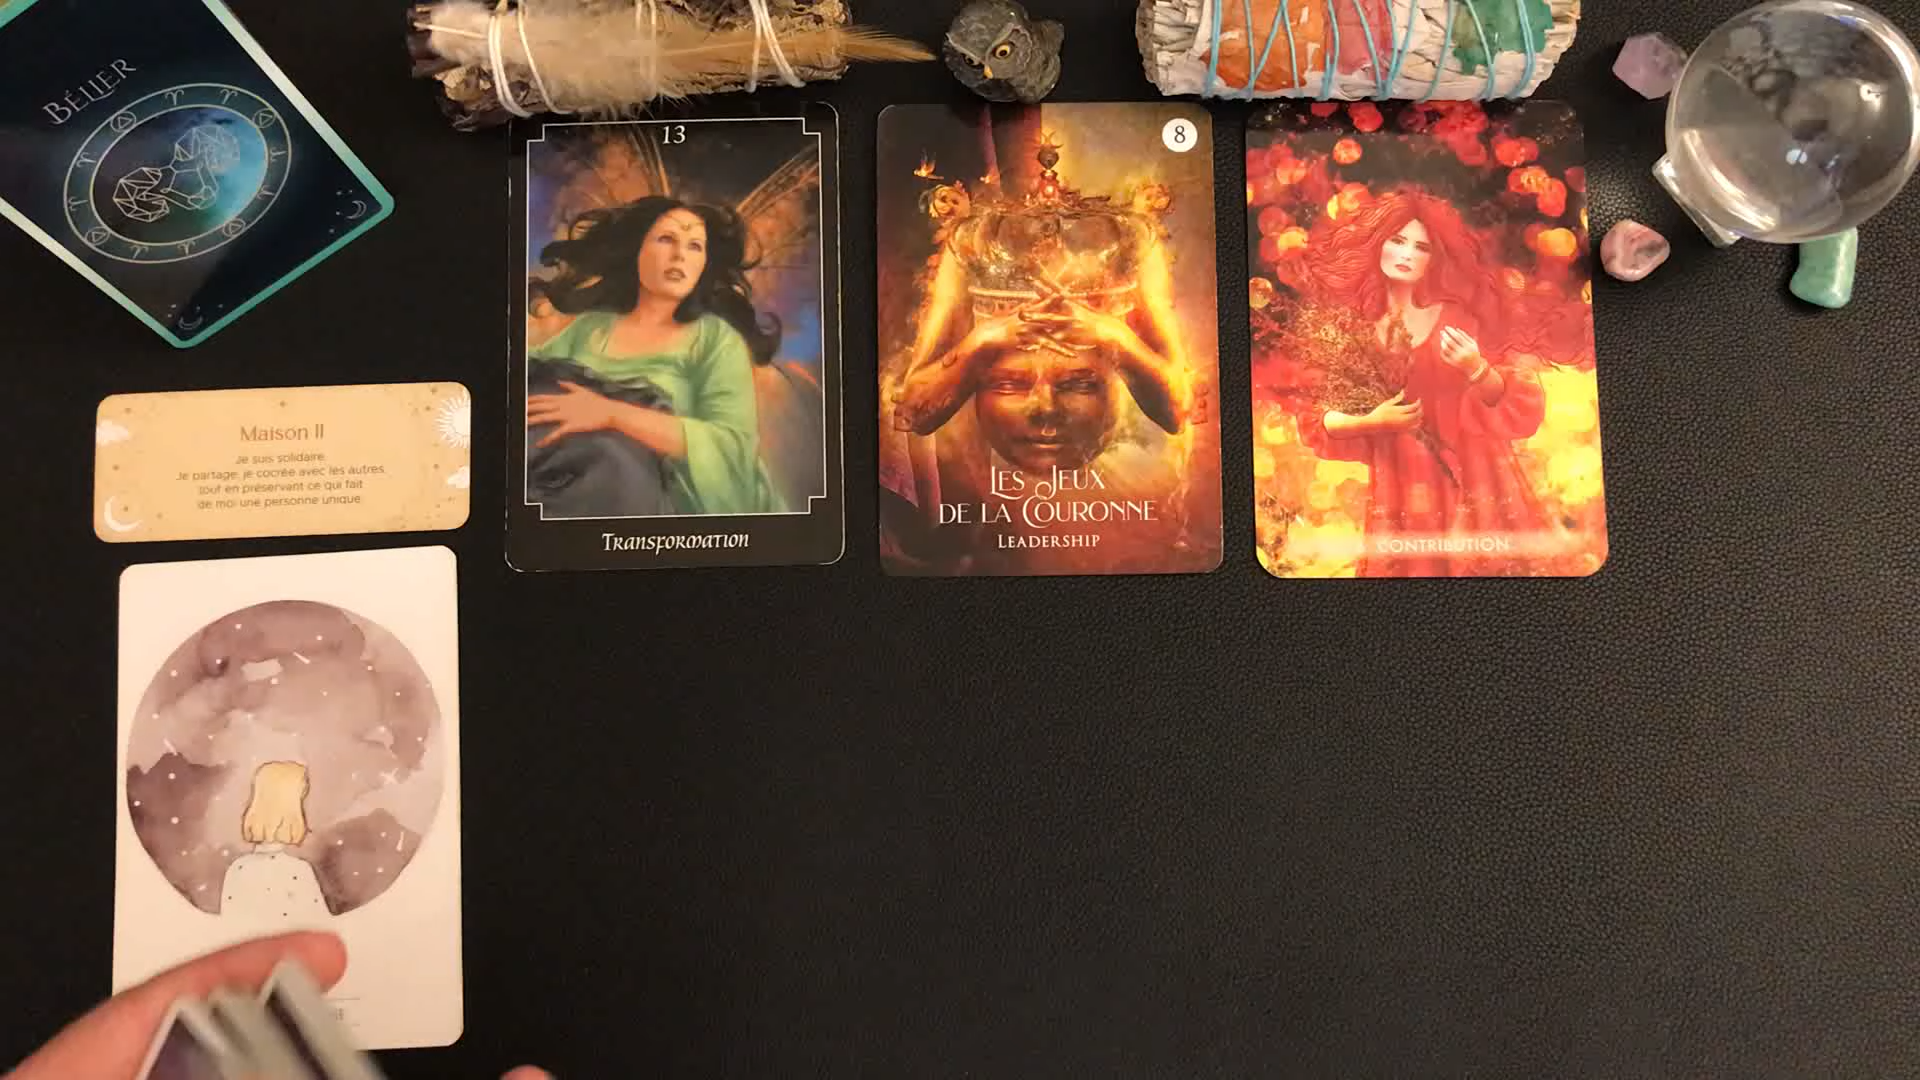 BÉLIER
Maison II
Je suis solidaire.
Je partage, je cocrée avec les autres,
tout en préservant ce qui fait
de moi une personne unique.
13
TRANSFORMATION
8
LES JEUX
DE LA COURONNE
LEADERSHIP
CONTRIBUTION